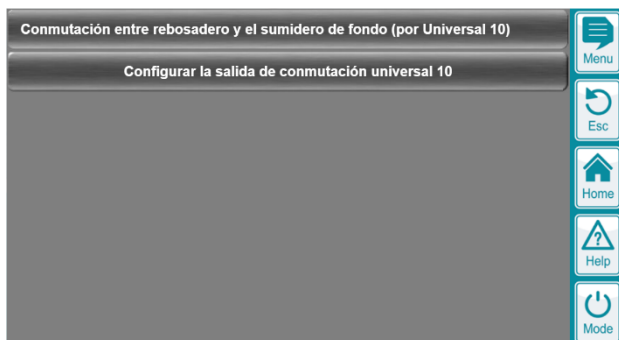 Conmutación entre rebosadero y el sumidero de fondo (por Universal 10)
Configurar la salida de conmutación universal 10
Menu
Esc
Home
?
Help
Mode